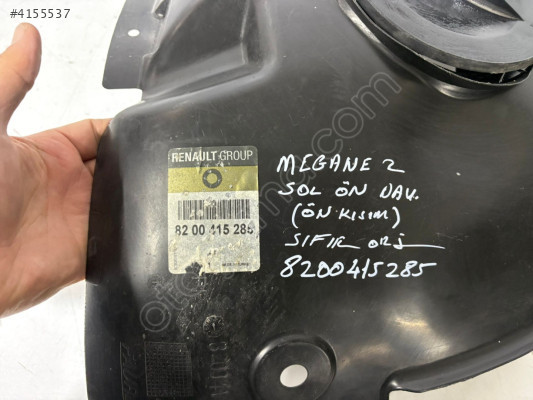 #4155537
RENAULT GROUP
82 00 415 285
MEGANE 2
SOL ÖN DAV.
(ÖN KISIM)
SIFIR ORJ
8200415285